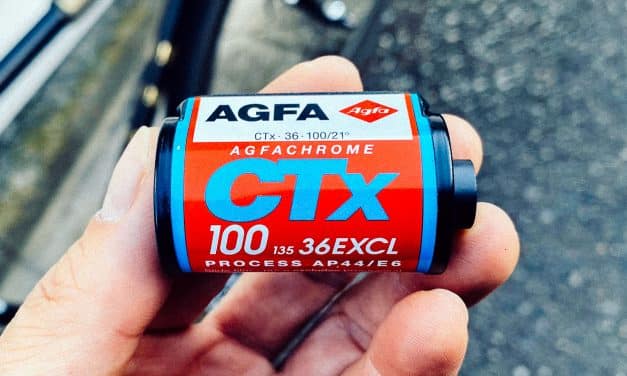 AGFA
Agfa
CTx - 36 - 100/21°
AGFACHROME
CTx
100 135 36EXCL
PROCESS AP44/E6